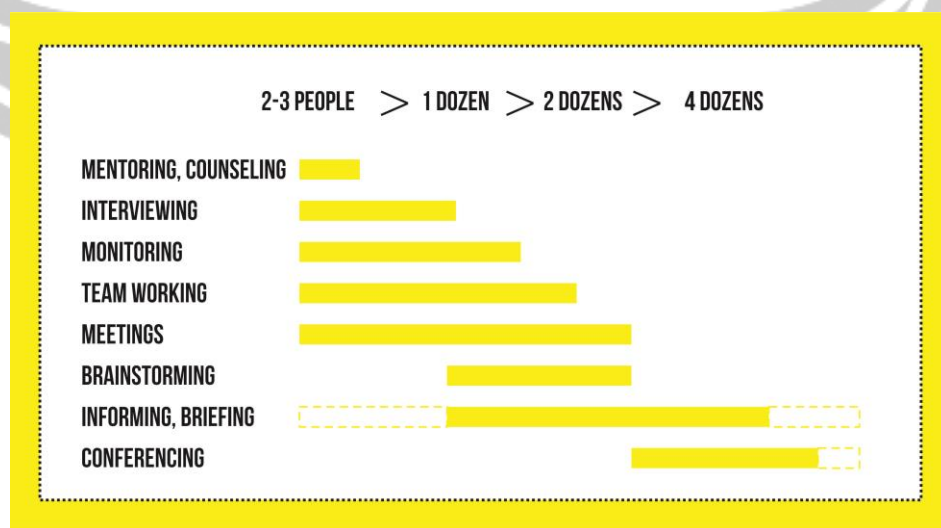 2-3 PEOPLE > 1 DOZEN > 2 DOZENS > 4 DOZENS
MENTORING, COUNSELING
INTERVIEWING
MONITORING
TEAM WORKING
MEETINGS
BRAINSTORMING
INFORMING, BRIEFING
CONFERENCING